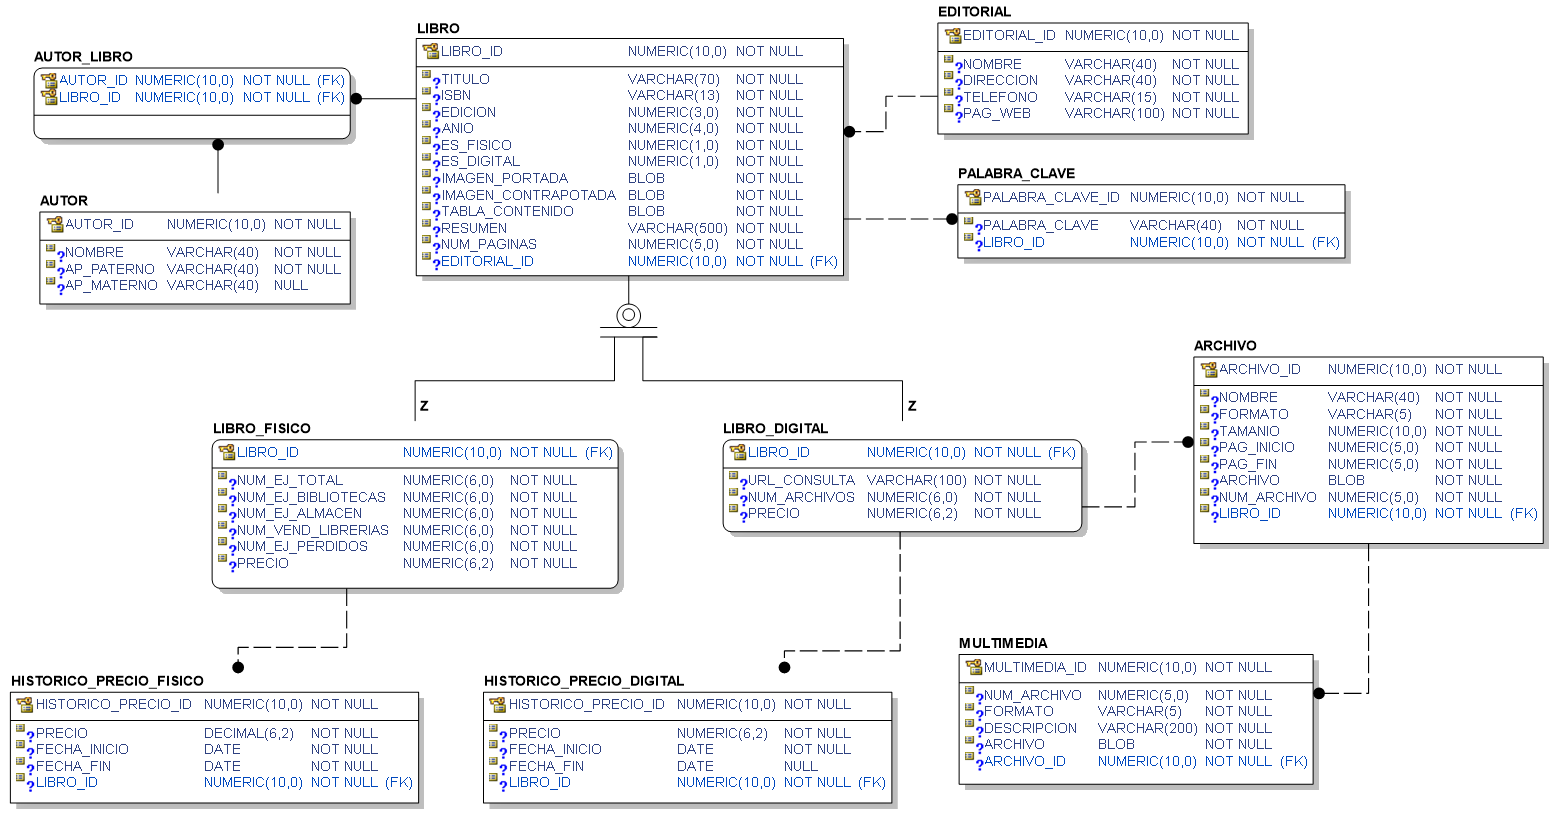 AUTOR_LIBRO
AUTOR_ID NUMERIC(10,0) NOT NULL (FK)
LIBRO_ID NUMERIC(10,0) NOT NULL (FK)
AUTOR
AUTOR_ID NUMERIC(10,0) NOT NULL
NOMBRE VARCHAR(40) NOT NULL
AP_PATERNO VARCHAR(40) NOT NULL
AP_MATERNO VARCHAR(40) NULL
LIBRO
LIBRO_ID NUMERIC(10,0) NOT NULL
TITULO VARCHAR(70) NOT NULL
ISBN VARCHAR(13) NOT NULL
EDICION NUMERIC(3,0) NOT NULL
ANIO NUMERIC(4,0) NOT NULL
ES_FISICO NUMERIC(1,0) NOT NULL
ES_DIGITAL NUMERIC(1,0) NOT NULL
IMAGEN_PORTADA BLOB NOT NULL
IMAGEN_CONTRAPOTADA BLOB NOT NULL
TABLA_CONTENIDO BLOB NOT NULL
RESUMEN VARCHAR(500) NOT NULL
NUM_PAGINAS NUMERIC(5,0) NOT NULL
EDITORIAL_ID NUMERIC(10,0) NOT NULL (FK)
EDITORIAL
EDITORIAL_ID NUMERIC(10,0) NOT NULL
NOMBRE VARCHAR(40) NOT NULL
DIRECCION VARCHAR(40) NOT NULL
TELEFONO VARCHAR(15) NOT NULL
PAG_WEB VARCHAR(100) NOT NULL
PALABRA_CLAVE
PALABRA_CLAVE_ID NUMERIC(10,0) NOT NULL
PALABRA_CLAVE VARCHAR(40) NOT NULL
LIBRO_ID NUMERIC(10,0) NOT NULL (FK)
Z
Z
LIBRO_FISICO
LIBRO_ID NUMERIC(10,0) NOT NULL (FK)
NUM_EJ_TOTAL NUMERIC(6,0) NOT NULL
NUM_EJ_BIBLIOTECAS NUMERIC(6,0) NOT NULL
NUM_EJ_ALMACEN NUMERIC(6,0) NOT NULL
NUM_VEND_LIBRERIAS NUMERIC(6,0) NOT NULL
NUM_EJ_PERDIDOS NUMERIC(6,0) NOT NULL
PRECIO NUMERIC(6,2) NOT NULL
LIBRO_DIGITAL
LIBRO_ID NUMERIC(10,0) NOT NULL (FK)
URL_CONSULTA VARCHAR(100) NOT NULL
NUM_ARCHIVOS NUMERIC(6,0) NOT NULL
PRECIO NUMERIC(6,2) NOT NULL
ARCHIVO
ARCHIVO_ID NUMERIC(10,0) NOT NULL
NOMBRE VARCHAR(40) NOT NULL
FORMATO VARCHAR(5) NOT NULL
TAMANIO NUMERIC(10,0) NOT NULL
PAG_INICIO NUMERIC(5,0) NOT NULL
PAG_FIN NUMERIC(5,0) NOT NULL
ARCHIVO BLOB NOT NULL
NUM_ARCHIVO NUMERIC(5,0) NOT NULL
LIBRO_ID NUMERIC(10,0) NOT NULL (FK)
HISTORICO_PRECIO_FISICO
HISTORICO_PRECIO_ID NUMERIC(10,0) NOT NULL
PRECIO DECIMAL(6,2) NOT NULL
FECHA_INICIO DATE NOT NULL
FECHA_FIN DATE NOT NULL
LIBRO_ID NUMERIC(10,0) NOT NULL (FK)
HISTORICO_PRECIO_DIGITAL
HISTORICO_PRECIO_ID NUMERIC(10,0) NOT NULL
PRECIO NUMERIC(6,2) NOT NULL
FECHA_INICIO DATE NOT NULL
FECHA_FIN DATE NULL
LIBRO_ID NUMERIC(10,0) NOT NULL (FK)
MULTIMEDIA
MULTIMEDIA_ID NUMERIC(10,0) NOT NULL
NUM_ARCHIVO NUMERIC(5,0) NOT NULL
FORMATO VARCHAR(5) NOT NULL
DESCRIPCION VARCHAR(200) NOT NULL
ARCHIVO BLOB NOT NULL
ARCHIVO_ID NUMERIC(10,0) NOT NULL (FK)